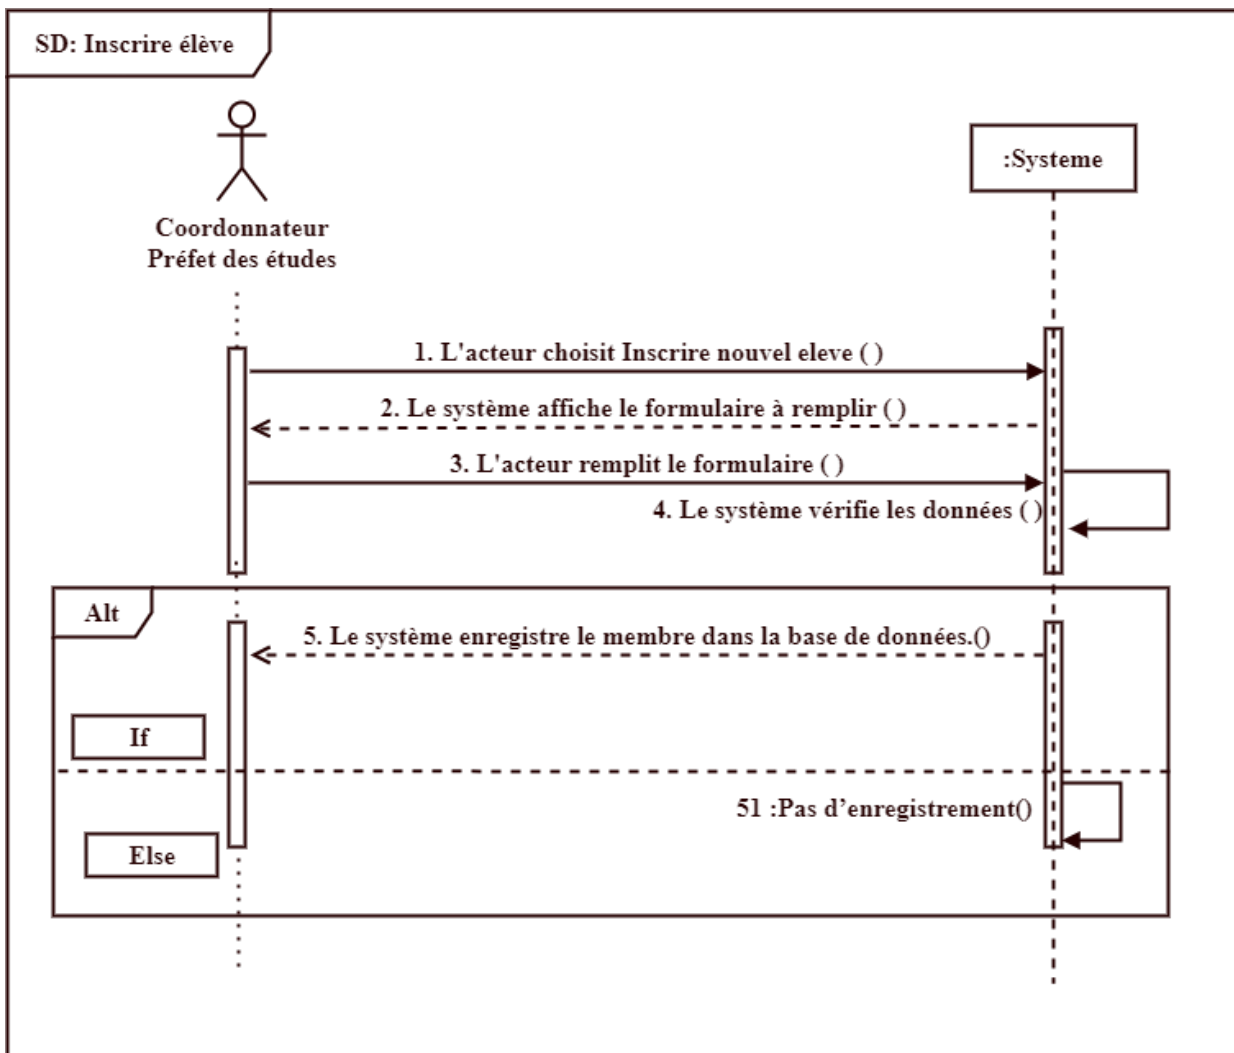 SD: Inscrire élève
:Systeme
Coordonnateur
Préfet des études
1. L'acteur choisit Inscrire nouvel eleve ( )
2. Le système affiche le formulaire à remplir ( )
3. L'acteur remplit le formulaire ( )
4. Le système vérifie les données ( )
Alt
5. Le système enregistre le membre dans la base de données.()
If
51 :Pas d’enregistrement()
Else